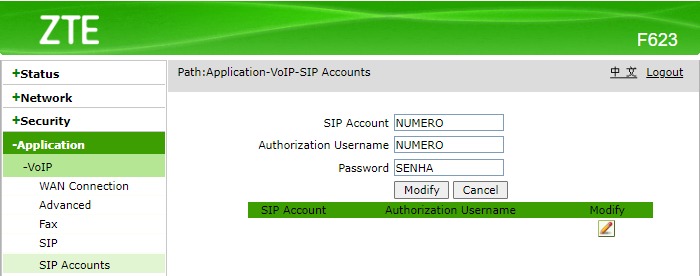 ZTE
F623
+Status
+Network
+Security
-Application
-VoIP
WAN Connection
Advanced
Fax
SIP
SIP Accounts
Path:Application-VoIP-SIP Accounts
中 文 Logout
SIP Account NUMERO
Authorization Username NUMERO
Password SENHA
Modify Cancel
SIP Account Authorization Username Modify